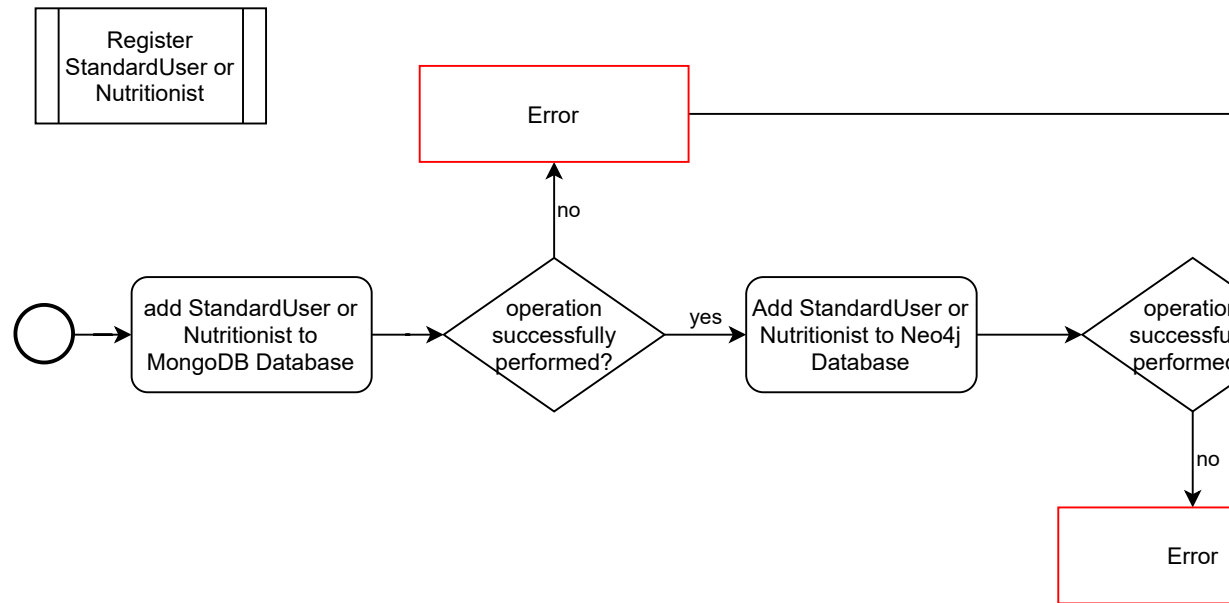 Register
StandardUser or
Nutritionist
Error
no
add StandardUser or
Nutritionist to
MongoDB Database
operation
successfully
performed?
yes
Add StandardUser or
Nutritionist to Neo4j
Database
no
Error